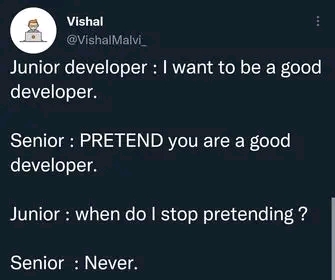 Vishal
@VishalMalvi_
Junior developer : I want to be a good
developer.
Senior : PRETEND you are a good
developer.
Junior : when do I stop pretending ?
Senior  : Never.